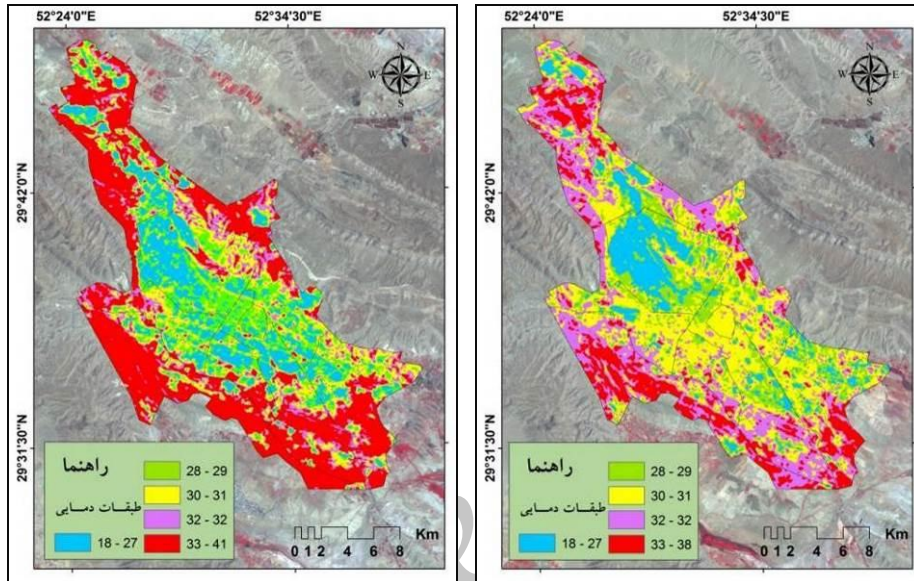 52°24'0"E
52°34'30"E
N
W
E
S
29°42'0"N
29°31'30"N
راهنما
طبقات دمایی
18 - 27
28 - 29
30 - 31
32 - 32
33 - 41
Km
0 1 2 4 6 8
52°24'0"E
52°34'30"E
N
W
E
S
29°42'0"N
29°31'30"N
راهنما
طبقات دمایی
18 - 27
28 - 29
30 - 31
32 - 32
33 - 38
Km
0 1 2 4 6 8